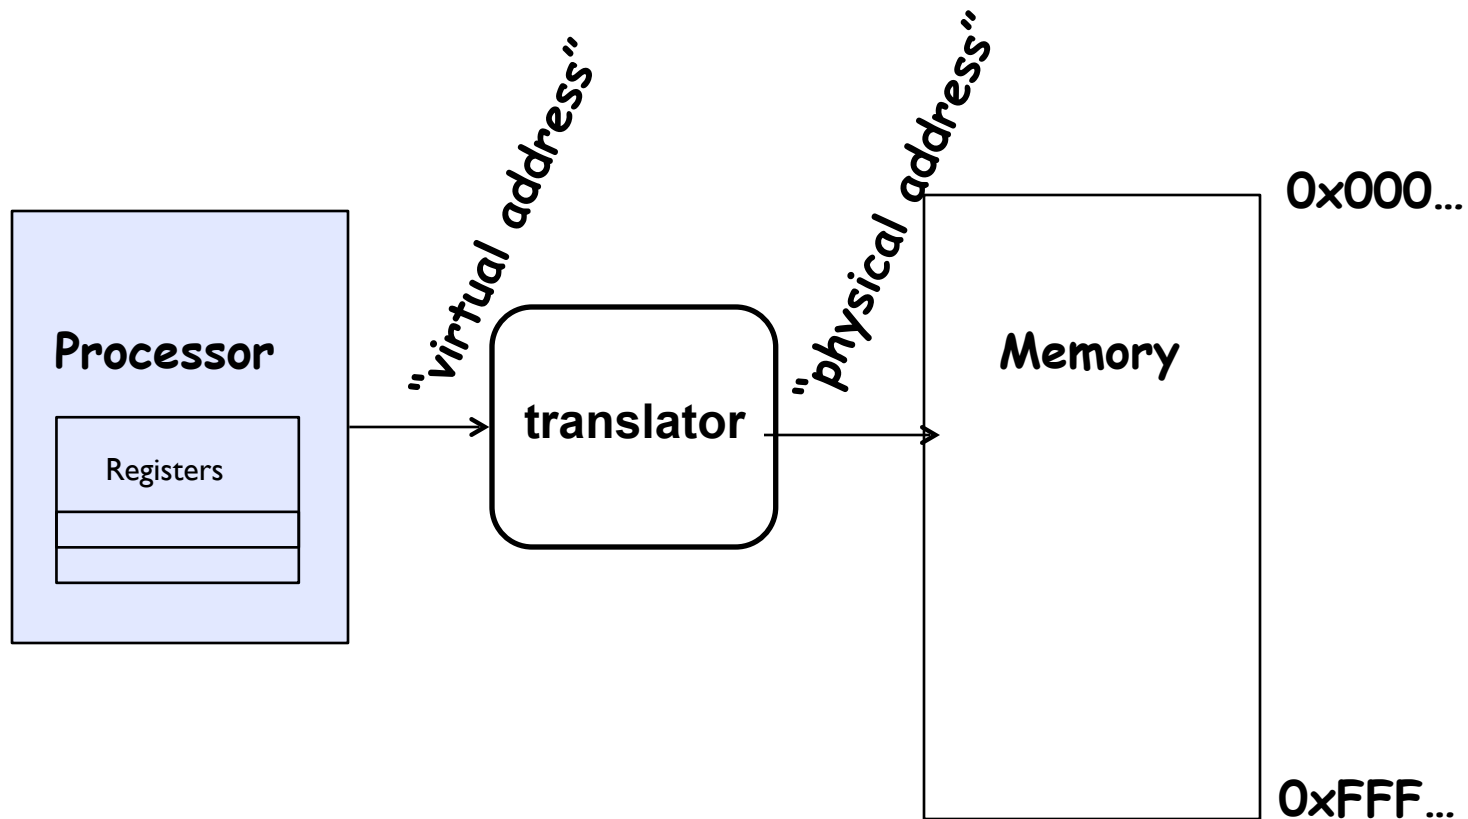 "virtual address"
"physical address"
0x000...
Processor
Memory
translator
Registers
0xFFF...